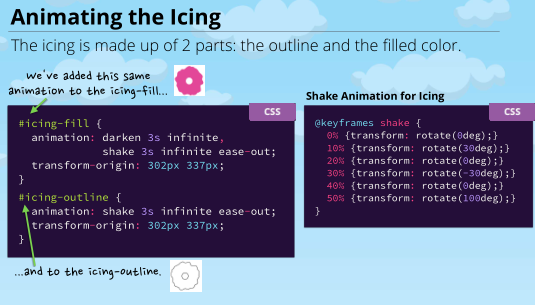 Animating the Icing
The icing is made up of 2 parts: the outline and the filled color.
We've added this same
animation to the icing-fill...
CSS
#icing-fill {
  animation: darken 3s infinite,
             shake 3s infinite ease-out;
  transform-origin: 302px 337px;
}
#icing-outline {
  animation: shake 3s infinite ease-out;
  transform-origin: 302px 337px;
}
...and to the icing-outline.
Shake Animation for Icing
CSS
@keyframes shake {
  0% {transform: rotate(0deg);}
  10% {transform: rotate(30deg);}
  20% {transform: rotate(0deg);}
  30% {transform: rotate(-30deg);}
  40% {transform: rotate(0deg);}
  50% {transform: rotate(100deg);}
}